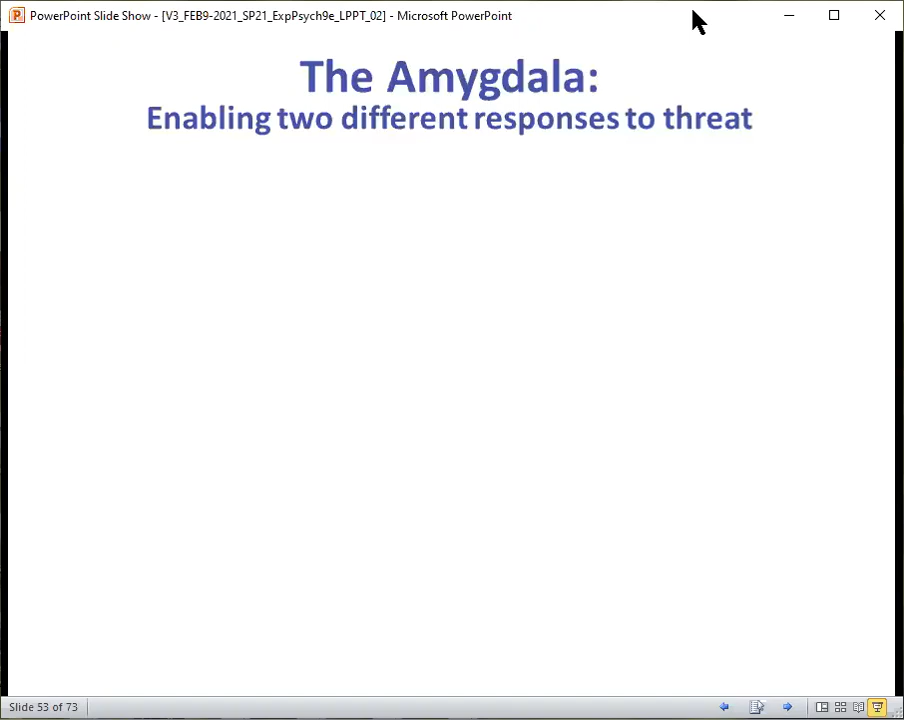 PowerPoint Slide Show - [V3_FEB9-2021_SP21_ExpPsych9e_LPPT_02] - Microsoft PowerPoint
The Amygdala:
Enabling two different responses to threat
Slide 53 of 73